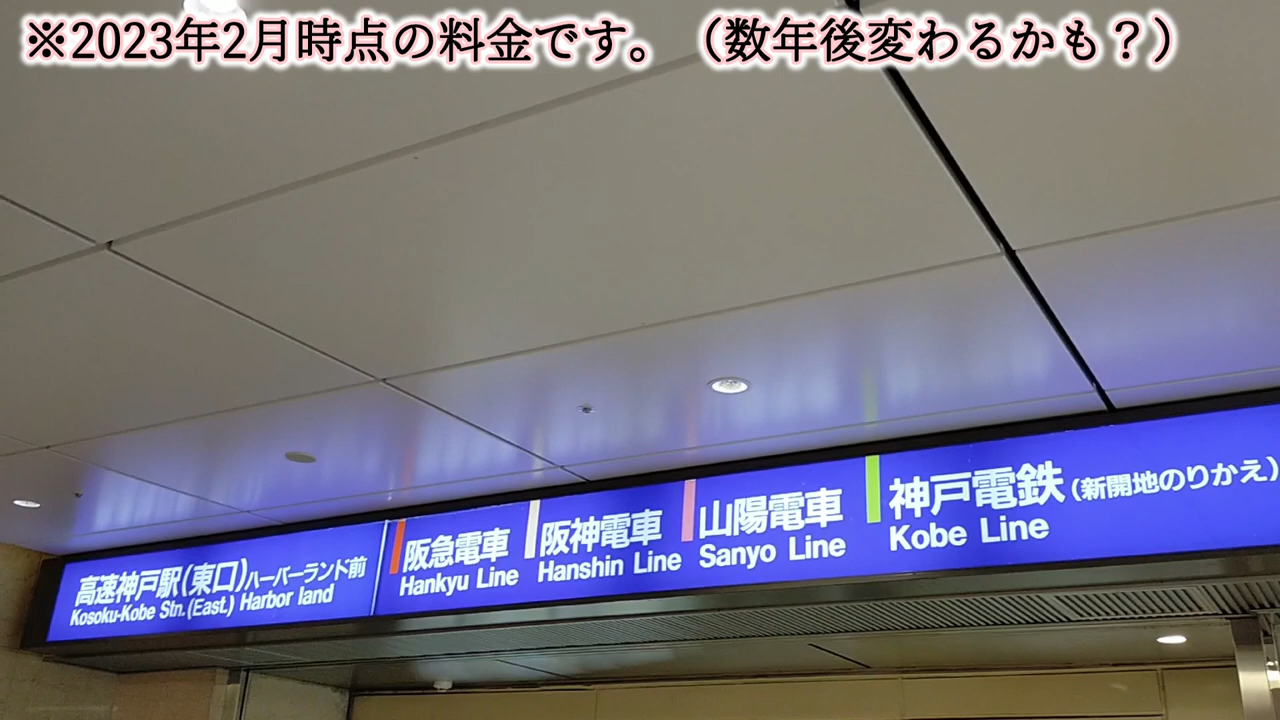 ※2023年2月時点の料金です。（数年後変わるかも？）
高速神戸駅（東口）ハーバーランド前
Kosoku-Kobe Stn.(East.) Harbor land
阪急電車
Hankyu Line
阪神電車
Hanshin Line
山陽電車
Sanyo Line
神戸電鉄（新開地のりかえ）
Kobe Line